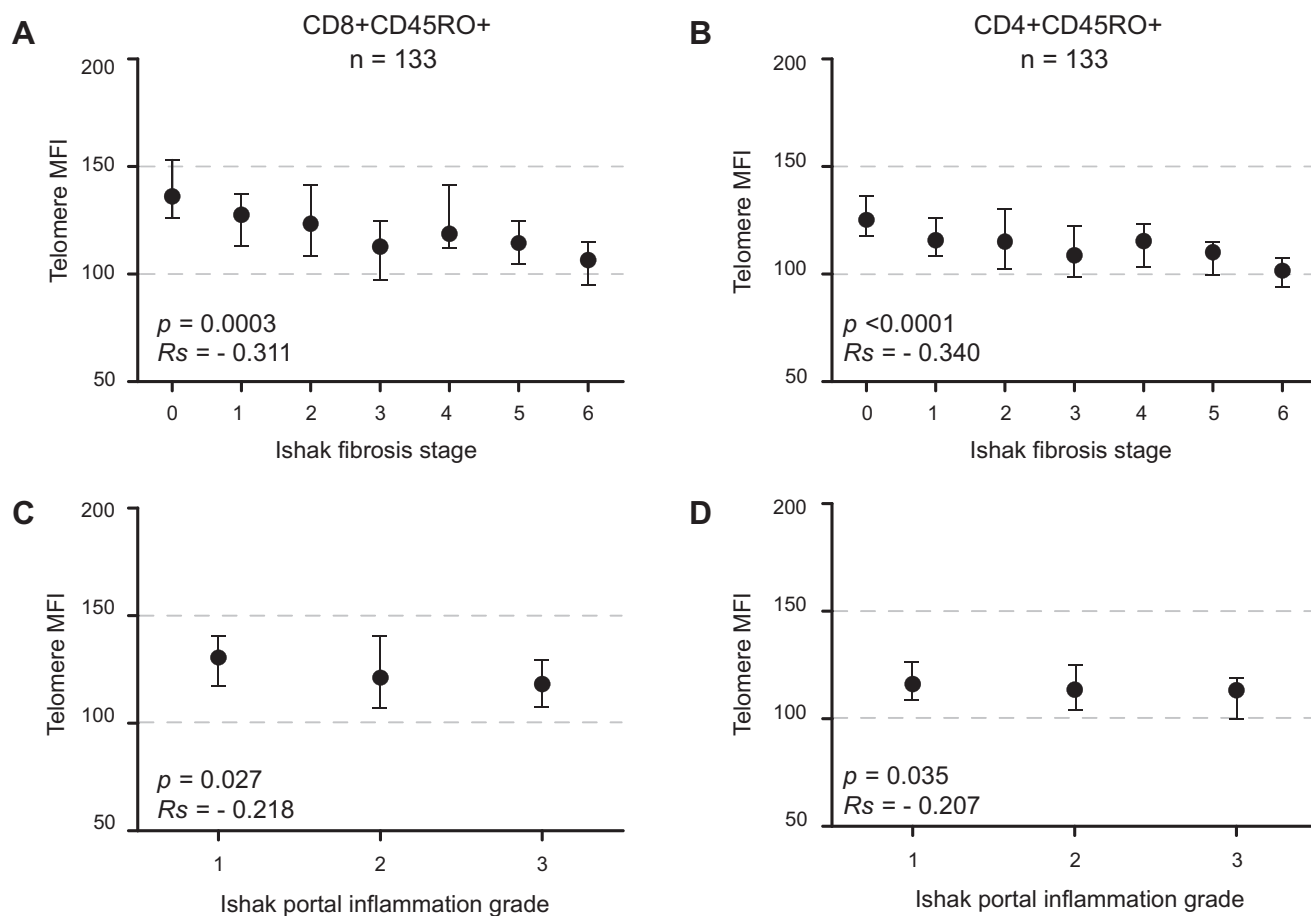 A
CD8+CD45RO+
n = 133
200
150
100
50
Telomere MFI
p = 0.0003
Rs = - 0.311
0 1 2 3 4 5 6
Ishak fibrosis stage
B
CD4+CD45RO+
n = 133
200
150
100
50
Telomere MFI
p <0.0001
Rs = - 0.340
0 1 2 3 4 5 6
Ishak fibrosis stage
C
200
150
100
50
Telomere MFI
p = 0.027
Rs = - 0.218
1 2 3
Ishak portal inflammation grade
D
200
150
100
50
Telomere MFI
p = 0.035
Rs = - 0.207
1 2 3
Ishak portal inflammation grade